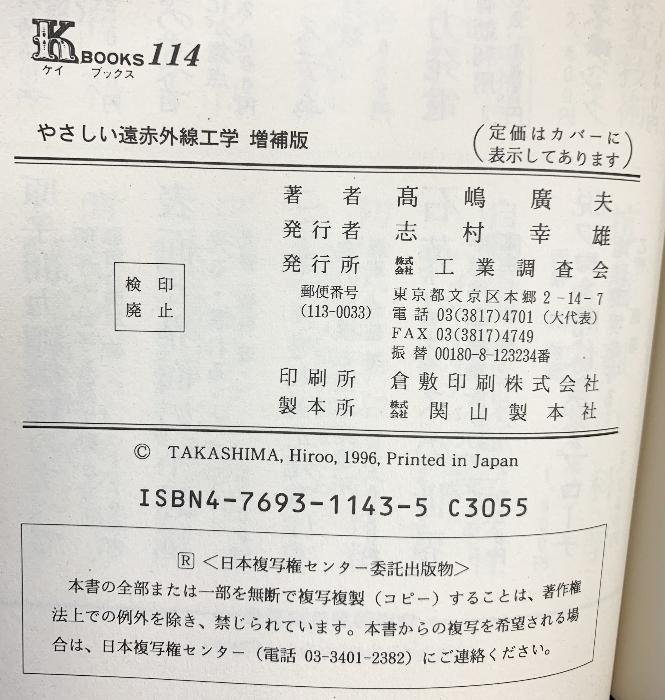 K BOOKS 114
ケイ ブックス
やさしい遠赤外線工学 増補版
(定価はカバーに
表示してあります)
著者 髙嶋廣夫
発行者 志村幸雄
発行所 株式会社 工業調査会
検印
廃止
郵便番号
(113-0033)
東京都文京区本郷2-14-7
電話 03(3817)4701 (大代表)
FAX 03(3817)4749
振替 00180-8-123234番
印刷所 倉敷印刷株式会社
製本所 株式会社 関山製本社
© TAKASHIMA, Hiroo, 1996, Printed in Japan
ISBN4-7693-1143-5 C3055
R <日本複写権センター委託出版物>
本書の全部または一部を無断で複写複製(コピー)することは、著作権
法上での例外を除き、禁じられています。本書からの複写を希望される場
合は、日本複写権センター(電話 03-3401-2382)にご連絡ください。